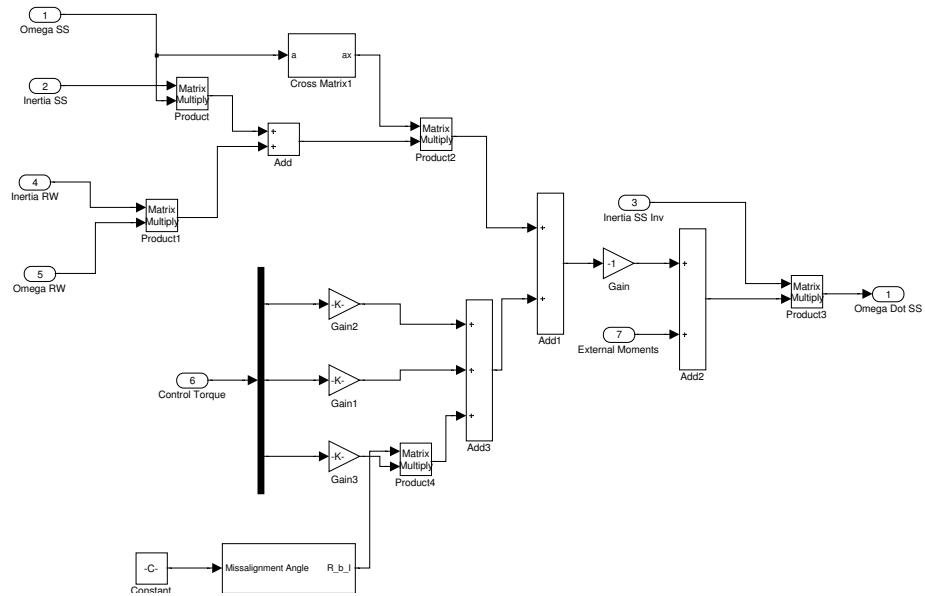 1
Omega SS
a
ax
Cross Matrix1
2
Inertia SS
Matrix
Multiply
Product
+
+
Add
Matrix
Multiply
Product2
4
Inertia RW
Matrix
Multiply
Product1
5
Omega RW
3
Inertia SS Inv
+
+
Add1
-1
Gain
+
+
Add2
7
External Moments
Matrix
Multiply
Product3
1
Omega Dot SS
6
Control Torque
-K-
Gain2
-K-
Gain1
-K-
Gain3
+
+
+
Add3
Matrix
Multiply
Product4
-C-
Constant
Missalignment Angle
R_b_I